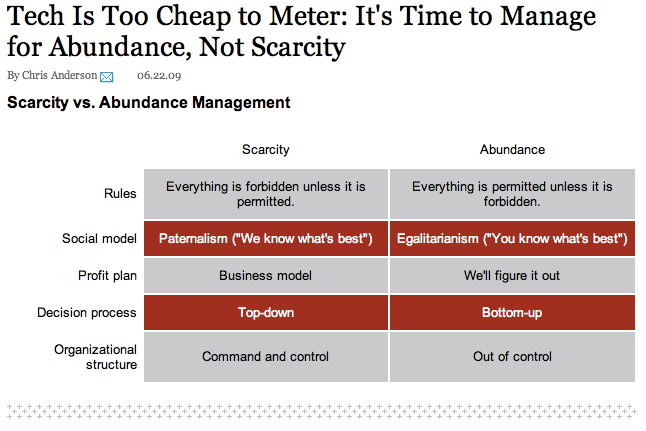 Tech Is Too Cheap to Meter: It's Time to Manage
for Abundance, Not Scarcity
By Chris Anderson 06.22.09
Scarcity vs. Abundance Management
Scarcity Abundance
Rules Everything is forbidden unless it is permitted. Everything is permitted unless it is forbidden.
Social model Paternalism ("We know what's best") Egalitarianism ("You know what's best")
Profit plan Business model We'll figure it out
Decision process Top-down Bottom-up
Organizational structure Command and control Out of control